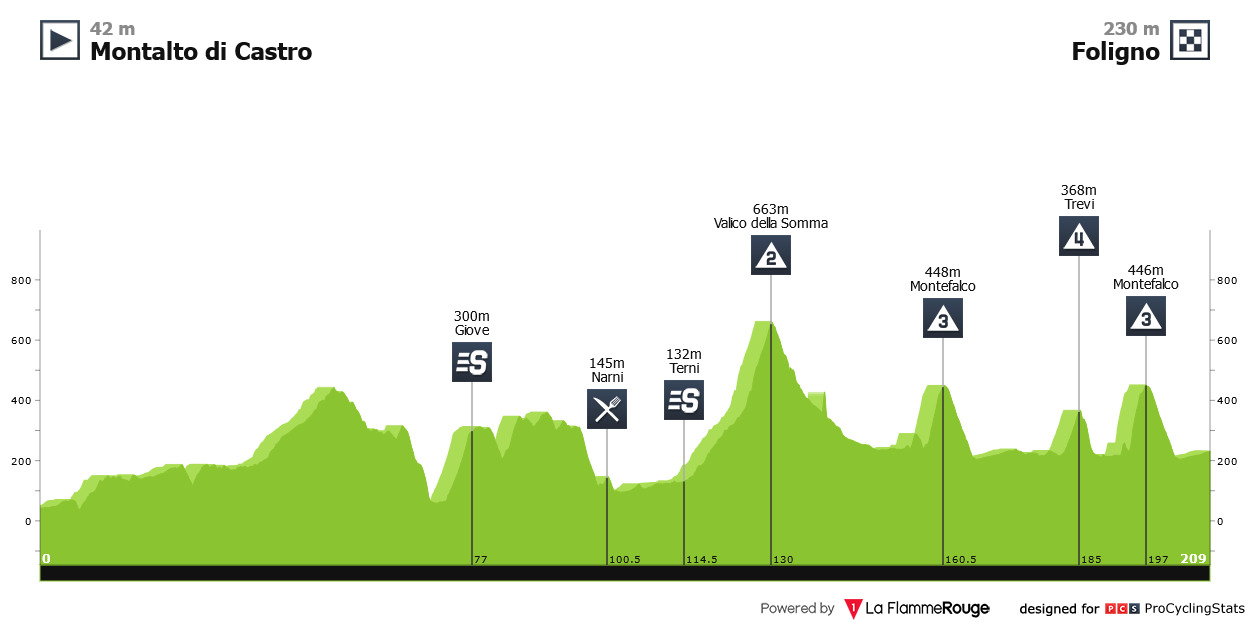 42 m
Montalto di Castro
230 m
Foligno
368m
Trevi
663m
Valico della Somma
448m
Montefalco
446m
Montefalco
300m
Giove
132m
Terni
145m
Narni
S
S
2
3
4
3
800
600
400
200
0
800
600
400
200
0
0
77
100.5
114.5
130
160.5
185
197
209
Powered by 1 La FlammeRouge designed for PCS ProCyclingStats